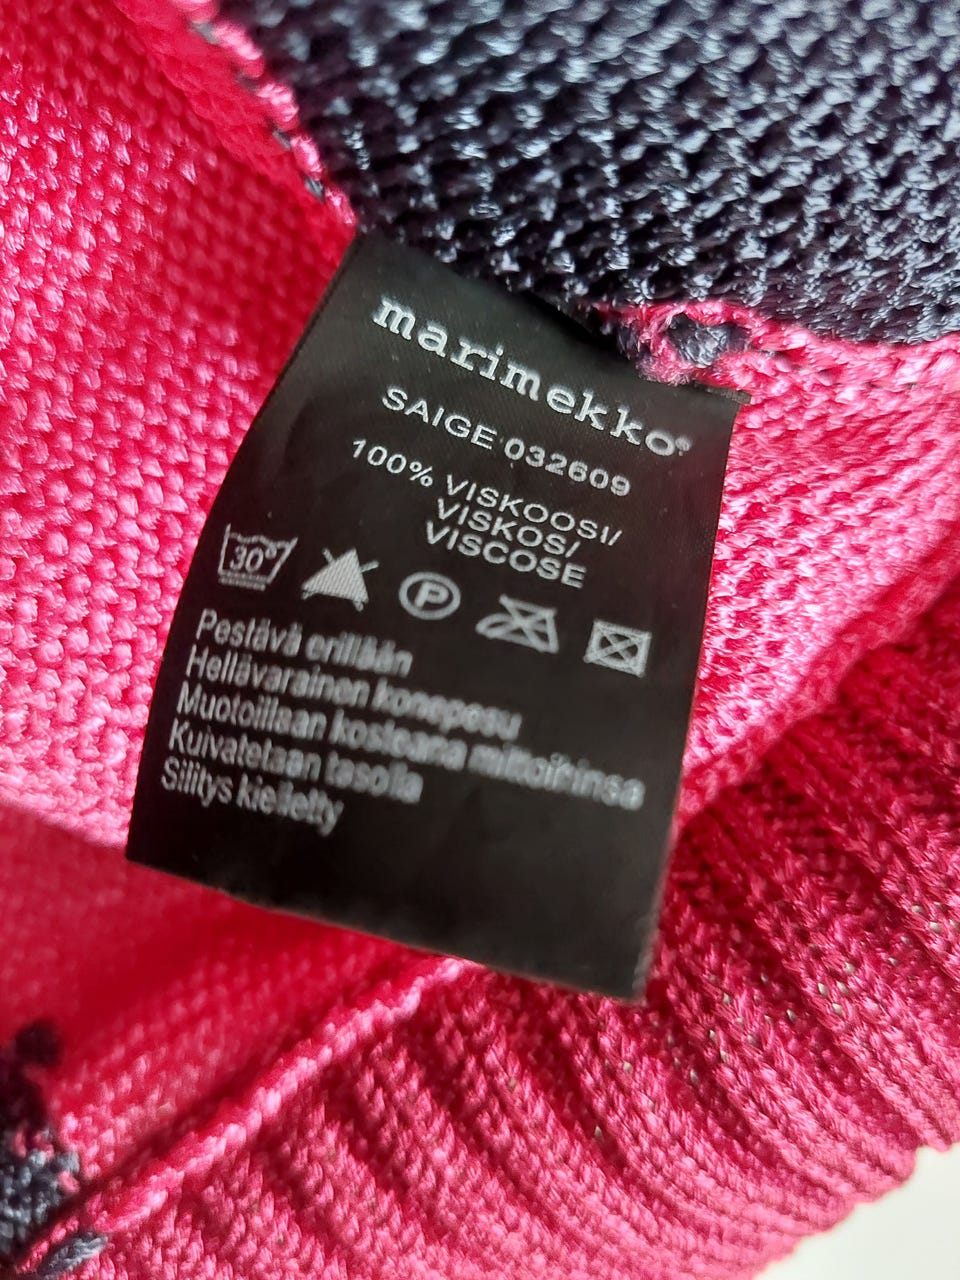 marimekko®
SAIGE 032609
100% VISKOOSI/
VISKOS/
VISCOSE
30° P
Pestävä erillään
Hellävarainen konepesu
Muotoillaan kosteana mittoihinsa
Kuivatetaan tasolla
Silitys kielletty